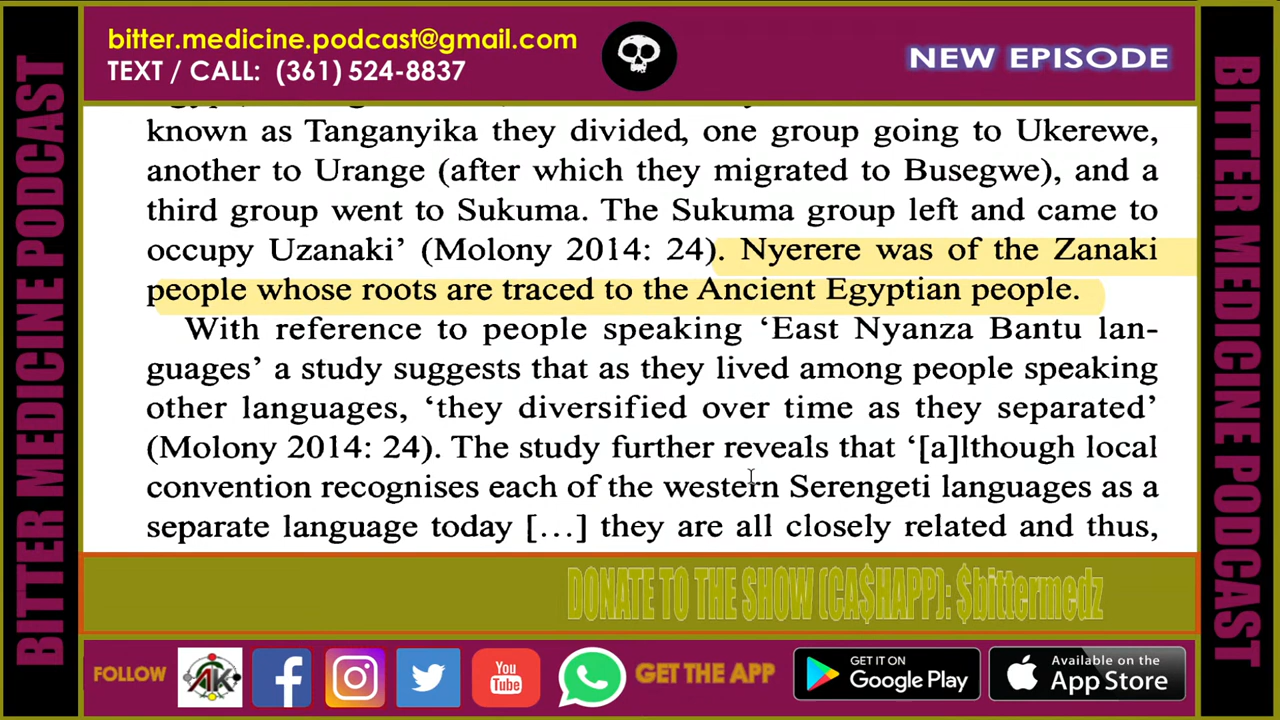 bitter.medicine.podcast@gmail.com
TEXT / CALL: (361) 524-8837
NEW EPISODE
BITTER MEDICINE PODCAST
known as Tanganyika they divided, one group going to Ukerewe,
another to Urange (after which they migrated to Busegwe), and a
third group went to Sukuma. The Sukuma group left and came to
occupy Uzanaki’ (Molony 2014: 24). Nyerere was of the Zanaki
people whose roots are traced to the Ancient Egyptian people.
With reference to people speaking ‘East Nyanza Bantu lan-
guages’ a study suggests that as they lived among people speaking
other languages, ‘they diversified over time as they separated’
(Molony 2014: 24). The study further reveals that ‘[a]lthough local
convention recognises each of the western Serengeti languages as a
separate language today […] they are all closely related and thus,
BITTER MEDICINE PODCAST
DONATE TO THE SHOW (CA$HAPP): $bittermedz
FOLLOW
You
Tube
GET THE APP
GET IT ON
Google Play
Available on the
App Store